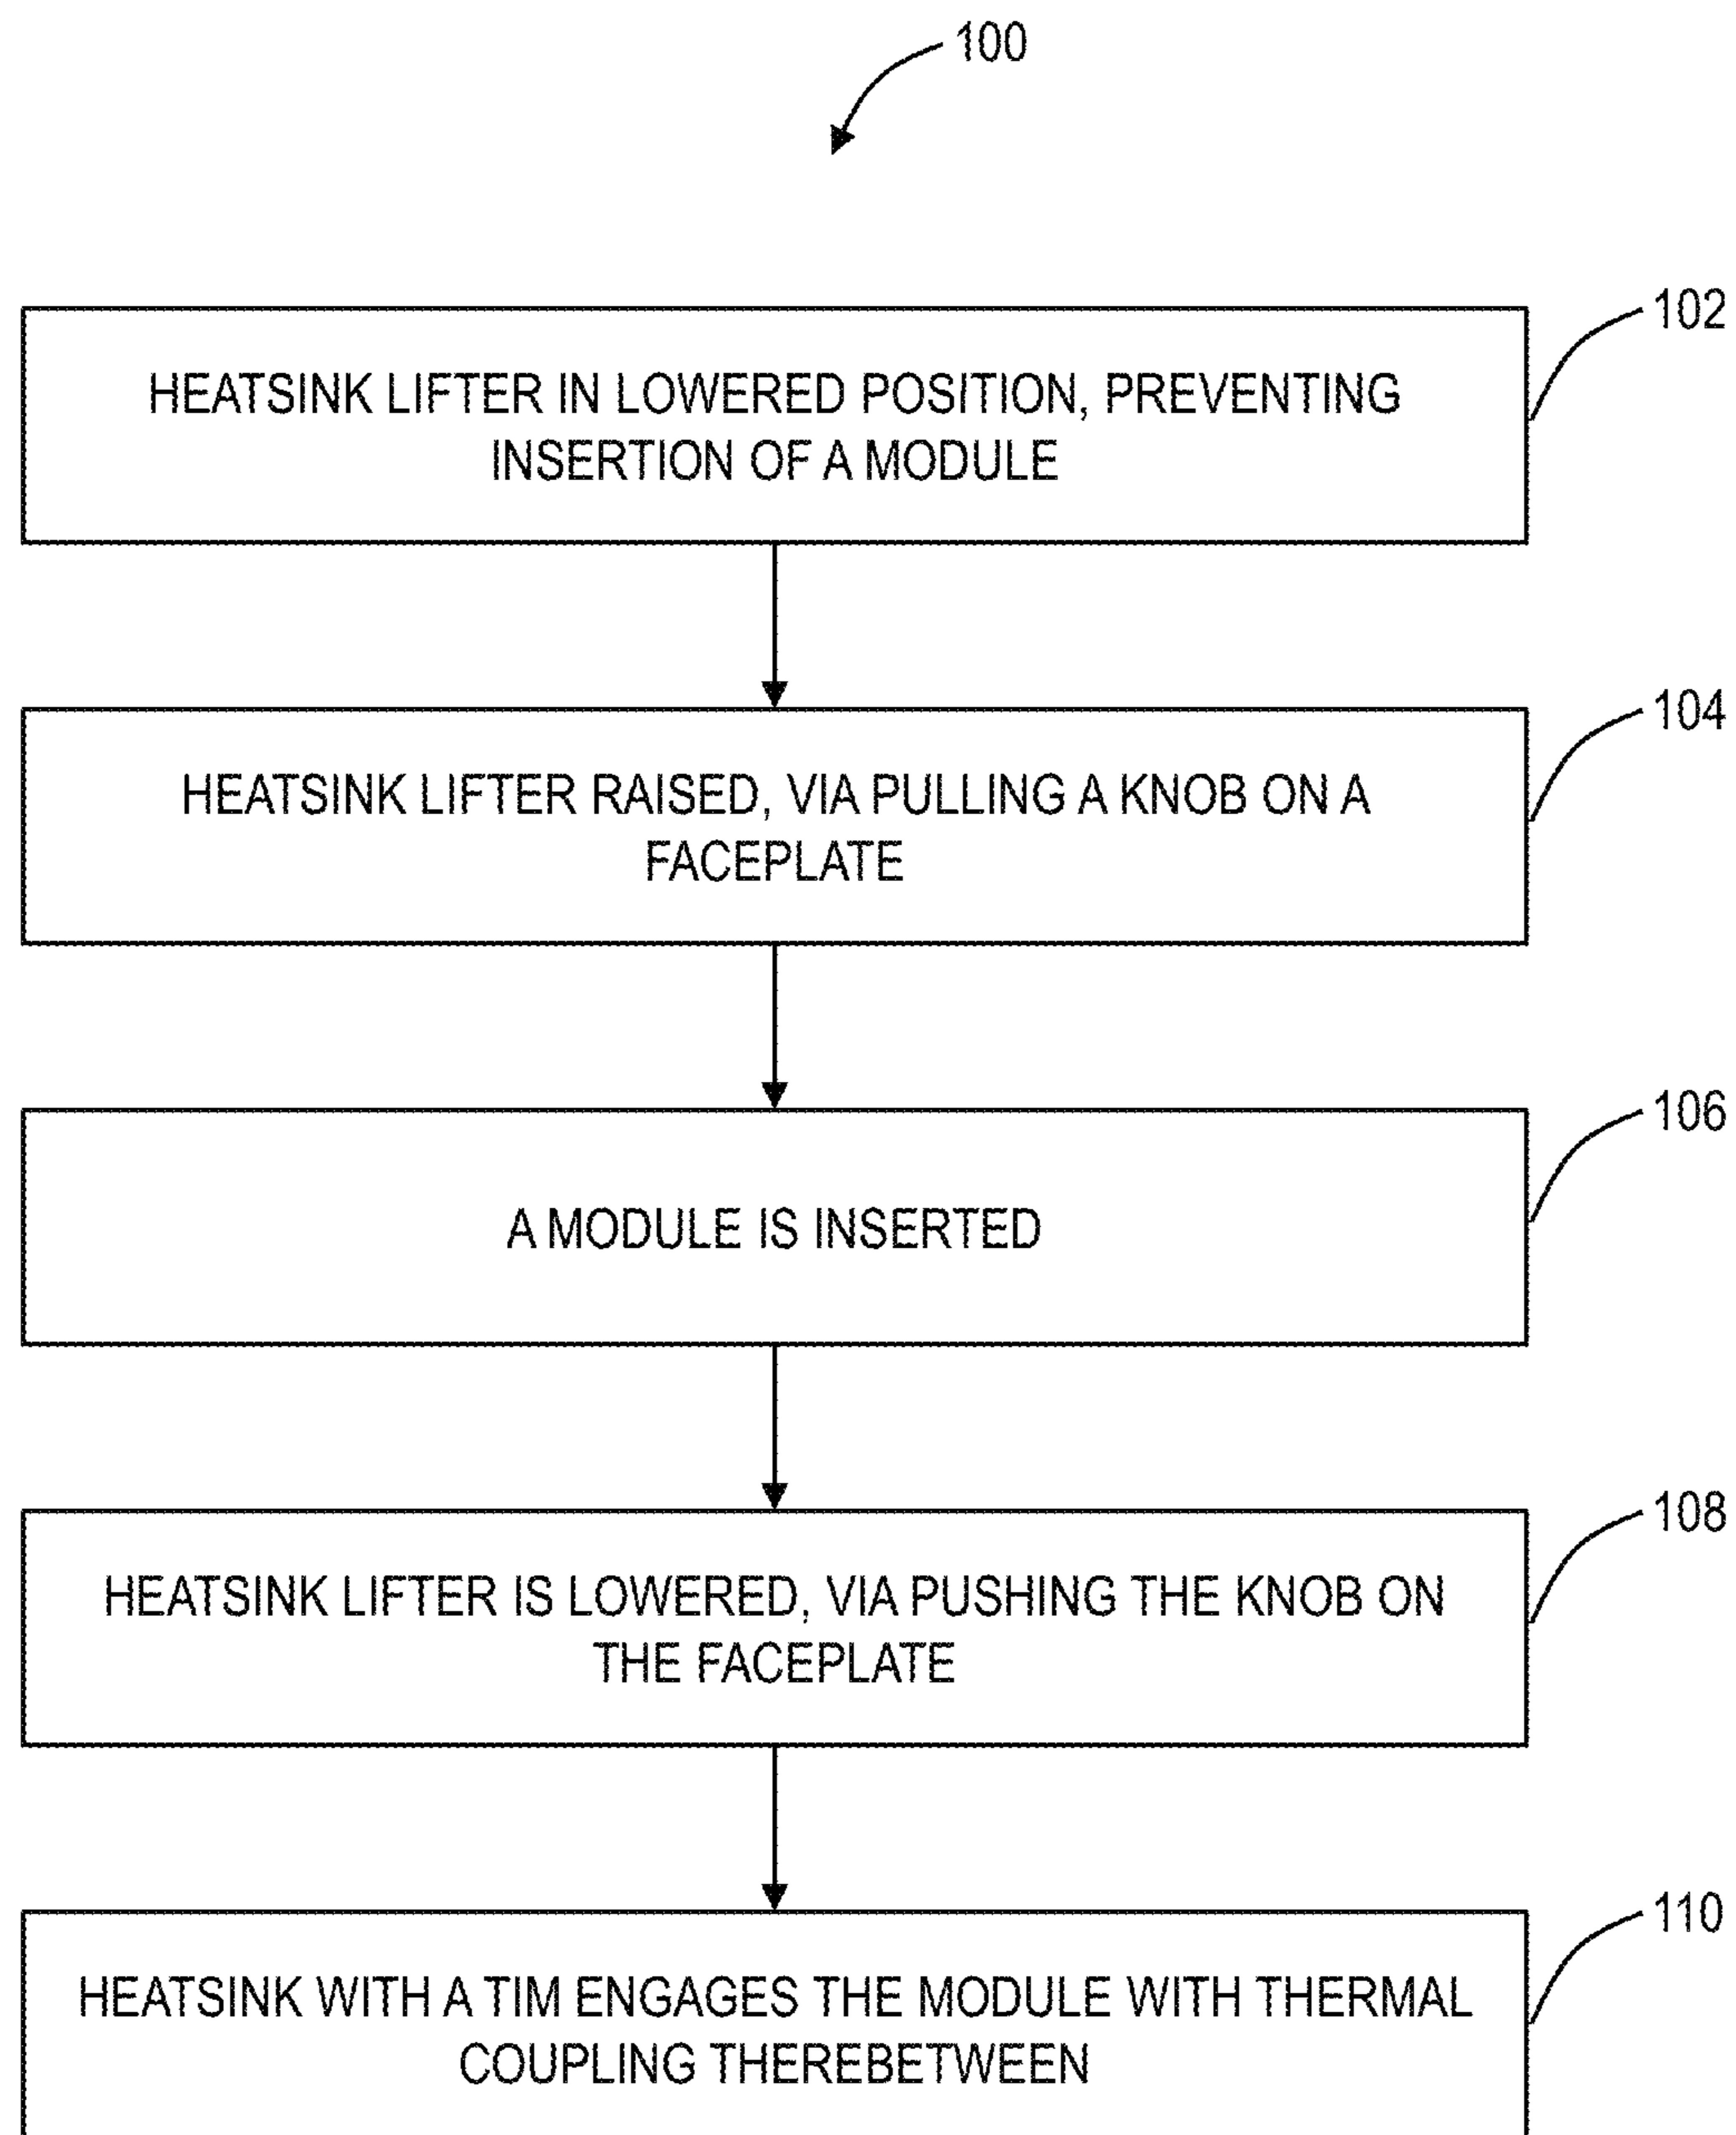 100
102
HEATSINK LIFTER IN LOWERED POSITION, PREVENTING
INSERTION OF A MODULE
104
HEATSINK LIFTER RAISED, VIA PULLING A KNOB ON A
FACEPLATE
106
A MODULE IS INSERTED
108
HEATSINK LIFTER IS LOWERED, VIA PUSHING THE KNOB ON
THE FACEPLATE
110
HEATSINK WITH A TIM ENGAGES THE MODULE WITH THERMAL
COUPLING THEREBETWEEN